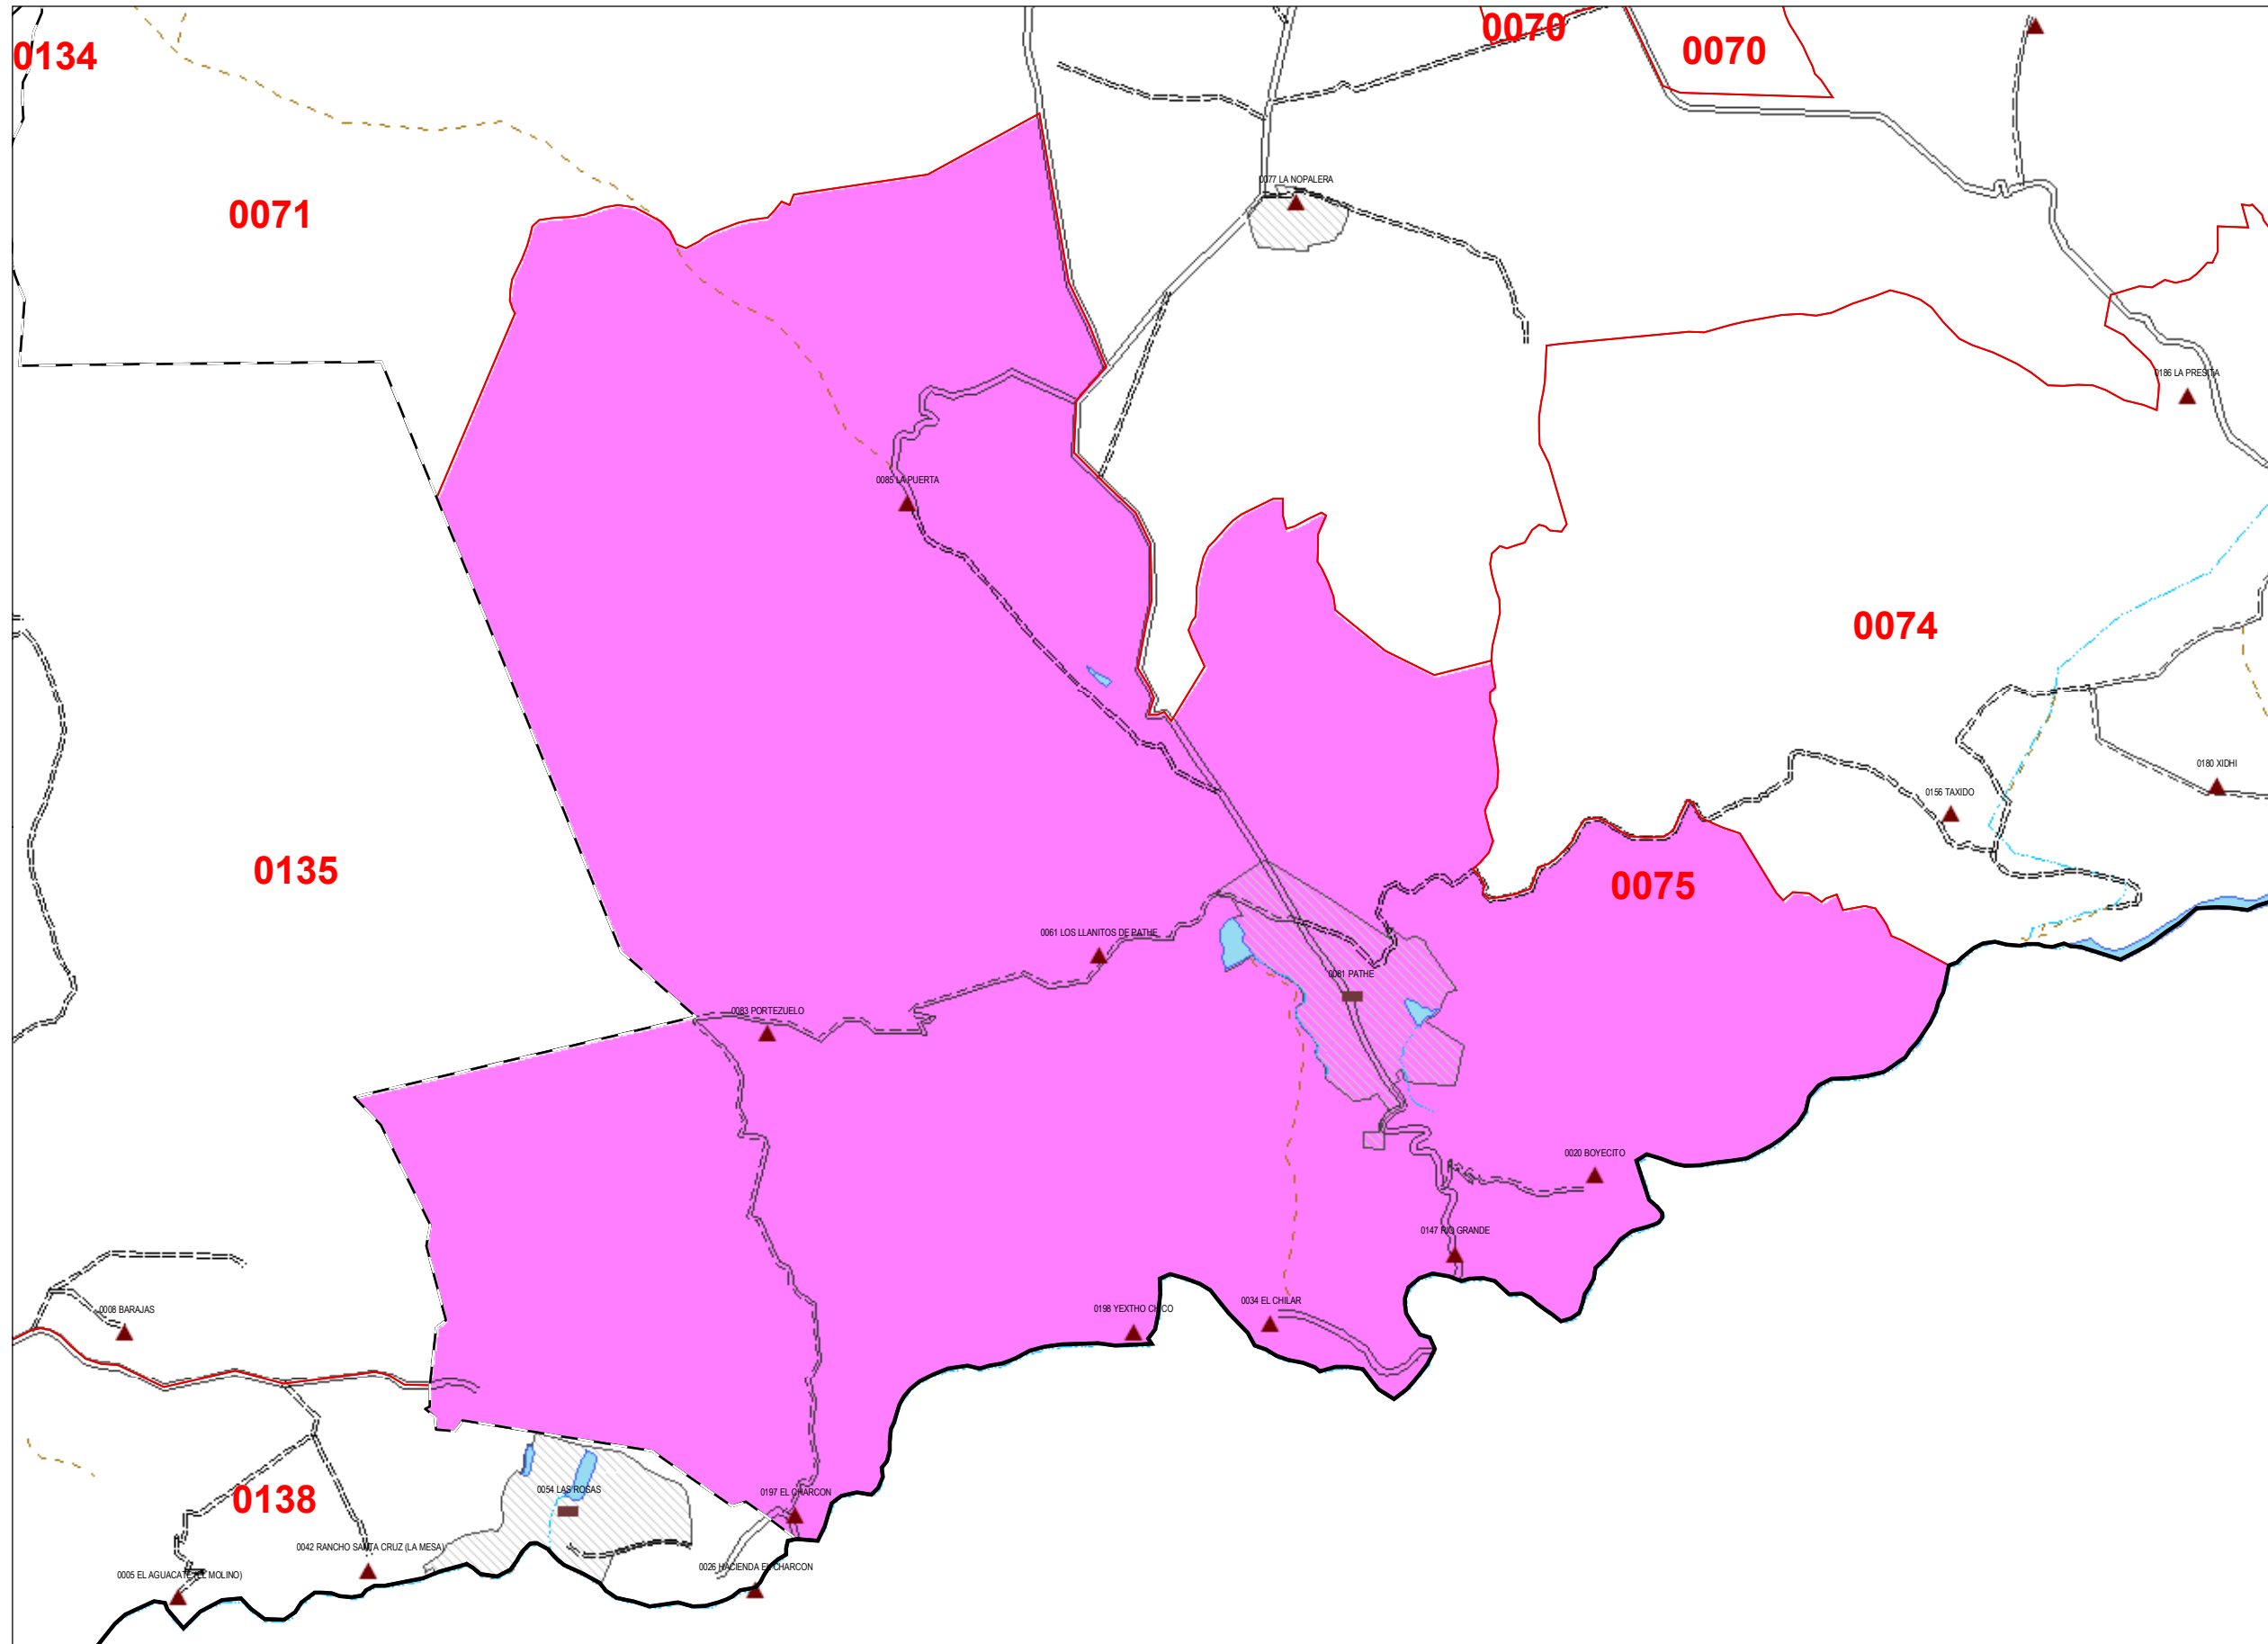 0070
0070
0134
0077 LA NOPALERA
0071
0186 LA PRESITA
0085 LA PUERTA
0074
0180 XIDHI
0156 TAXIDO
0135
0075
0061 LOS LLANITOS DE PATHE
0081 PATHE
0083 PORTEZUELO
0020 BOYECITO
0147 RIO GRANDE
0034 EL CHILAR
0198 YEXTHO CHICO
0008 BARAJAS
0138
0054 LAS ROSAS
0197 EL CHARCON
0042 RANCHO SANTA CRUZ (LA MESA)
0026 HACIENDA EL CHARCON
0005 EL AGUACATE (EL MOLINO)